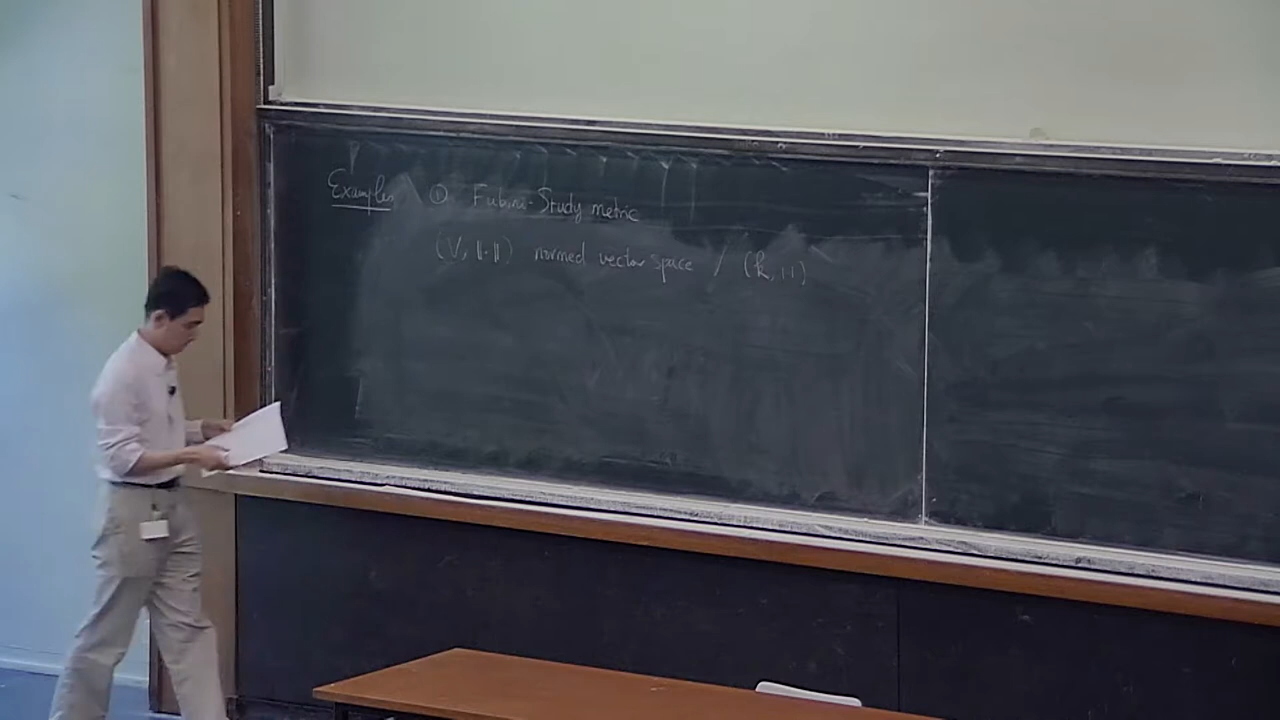 Examples ① Fubini-Study metric
(V, ‖·‖) normed vector space / (k, |·|)